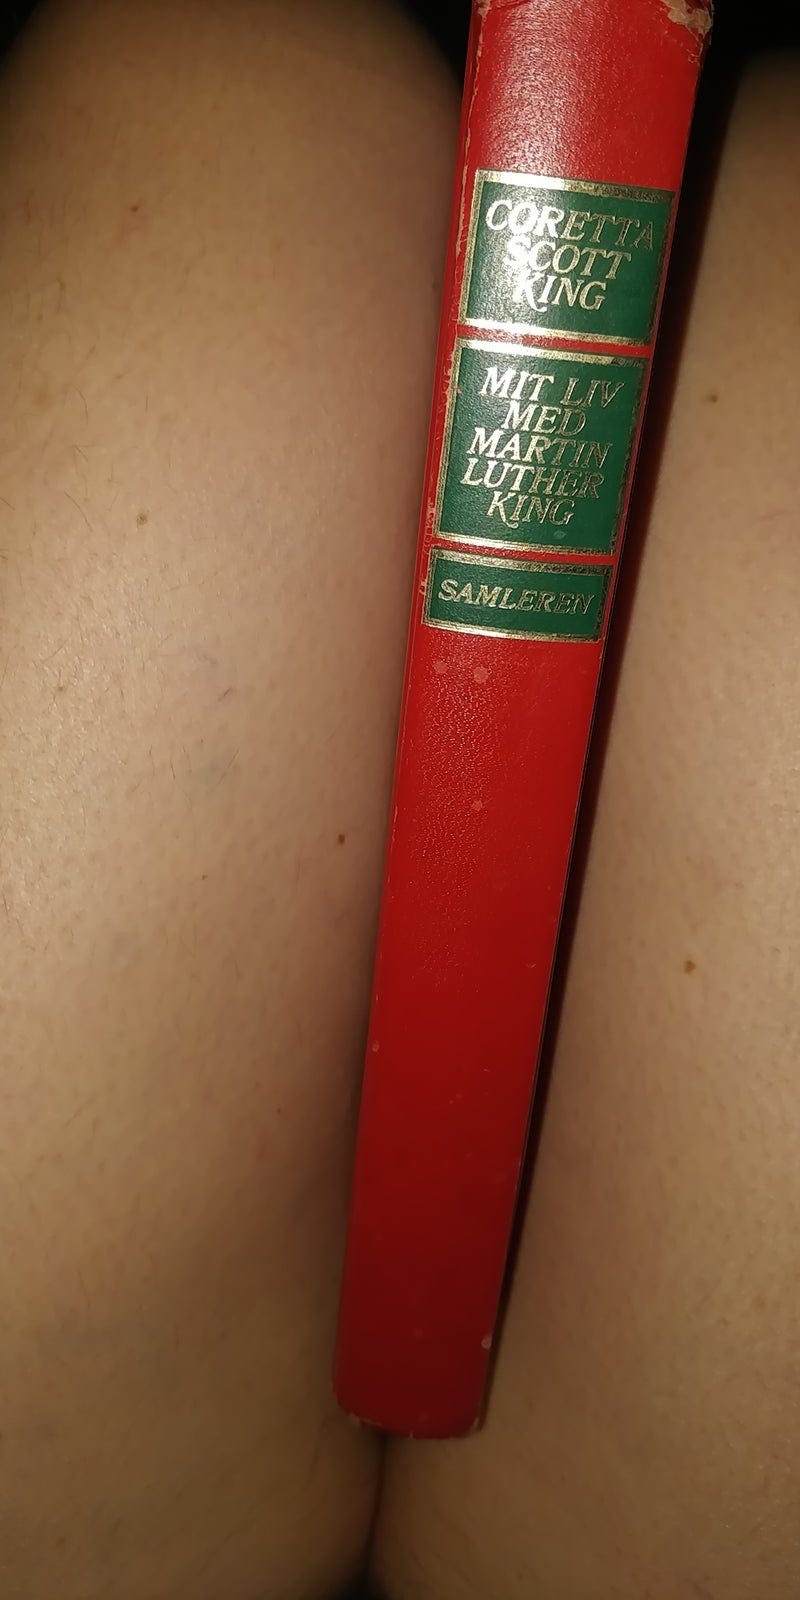 CORETTA
SCOTT
KING
MIT LIV
MED
MARTIN
LUTHER
KING
SAMLEREN